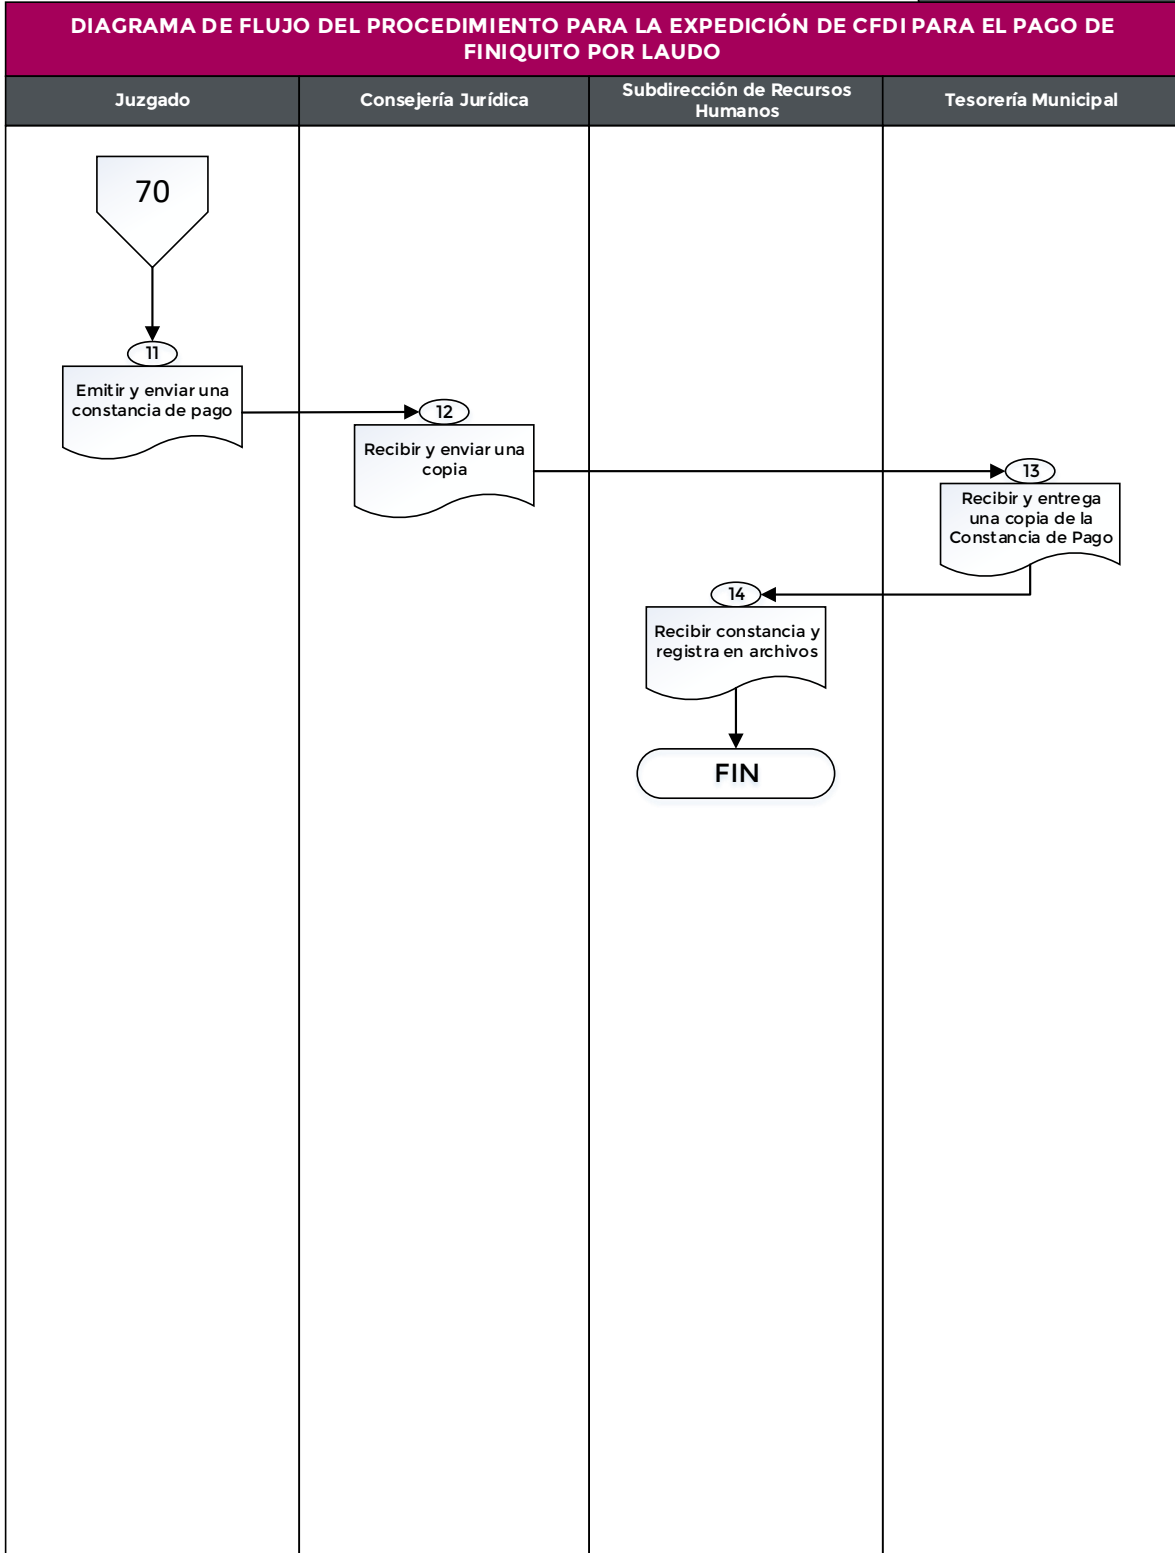 DIAGRAMA DE FLUJO DEL PROCEDIMIENTO PARA LA EXPEDICIÓN DE CFDI PARA EL PAGO DE
FINIQUITO POR LAUDO
Juzgado
Consejería Jurídica
Subdirección de Recursos
Humanos
Tesorería Municipal
70
11
Emitir y enviar una
constancia de pago
12
Recibir y enviar una
copia
13
Recibir y entrega
una copia de la
Constancia de Pago
14
Recibir constancia y
registra en archivos
FIN